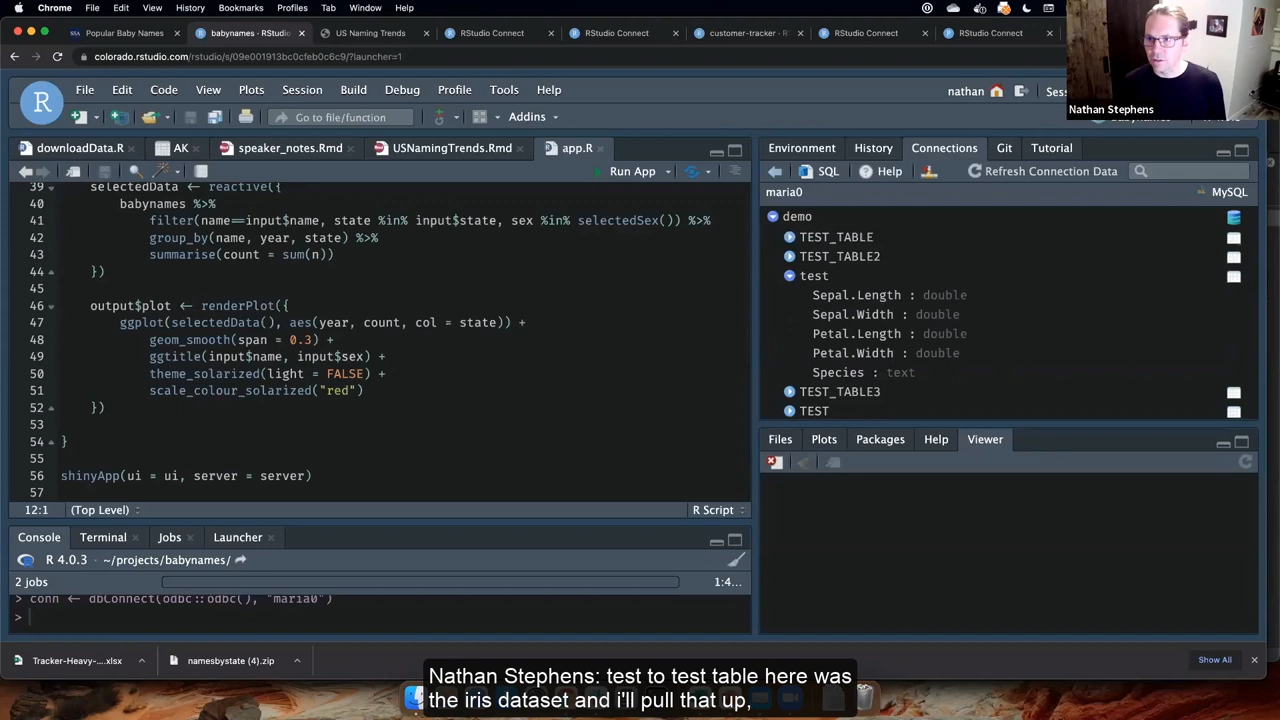 Chrome File Edit View History Bookmarks Profiles Tab Window Help
SSA Popular Baby Names babynames - RStudio US Naming Trends RStudio Connect RStudio Connect customer-tracker - RS RStudio Connect RStudio Connect
colorado.rstudio.com/rstudio/s/09e001913bc0cfeb0c6c9/?launcher=1
R File Edit Code View Plots Session Build Debug Profile Tools Help nathan
Nathan Stephens
Go to file/function Addins
downloadData.R AK speaker_notes.Rmd USNamingTrends.Rmd app.R
Run App
39 selectedData <- reactive({
40 babynames %>%
41 filter(name==input$name, state %in% input$state, sex %in% selectedSex()) %>%
42 group_by(name, year, state) %>%
43 summarise(count = sum(n))
44 })
45
46 output$plot <- renderPlot({
47 ggplot(selectedData(), aes(year, count, col = state)) +
48 geom_smooth(span = 0.3) +
49 ggtitle(input$name, input$sex) +
50 theme_solarized(light = FALSE) +
51 scale_colour_solarized("red")
52 })
53
54 }
55
56 shinyApp(ui = ui, server = server)
57
12:1 (Top Level) R Script
Console Terminal Jobs Launcher
R 4.0.3 · ~/projects/babynames/
2 jobs 1:4...
> conn <- dbConnect(odbc::odbc(), "maria0")
>
Environment History Connections Git Tutorial
SQL Help Refresh Connection Data
maria0 MySQL
demo
TEST_TABLE
TEST_TABLE2
test
Sepal.Length : double
Sepal.Width : double
Petal.Length : double
Petal.Width : double
Species : text
TEST_TABLE3
TEST
Files Plots Packages Help Viewer
Tracker-Heavy-....xlsx namesbystate (4).zip Show All
Nathan Stephens: test to test table here was
the iris dataset and i'll pull that up,